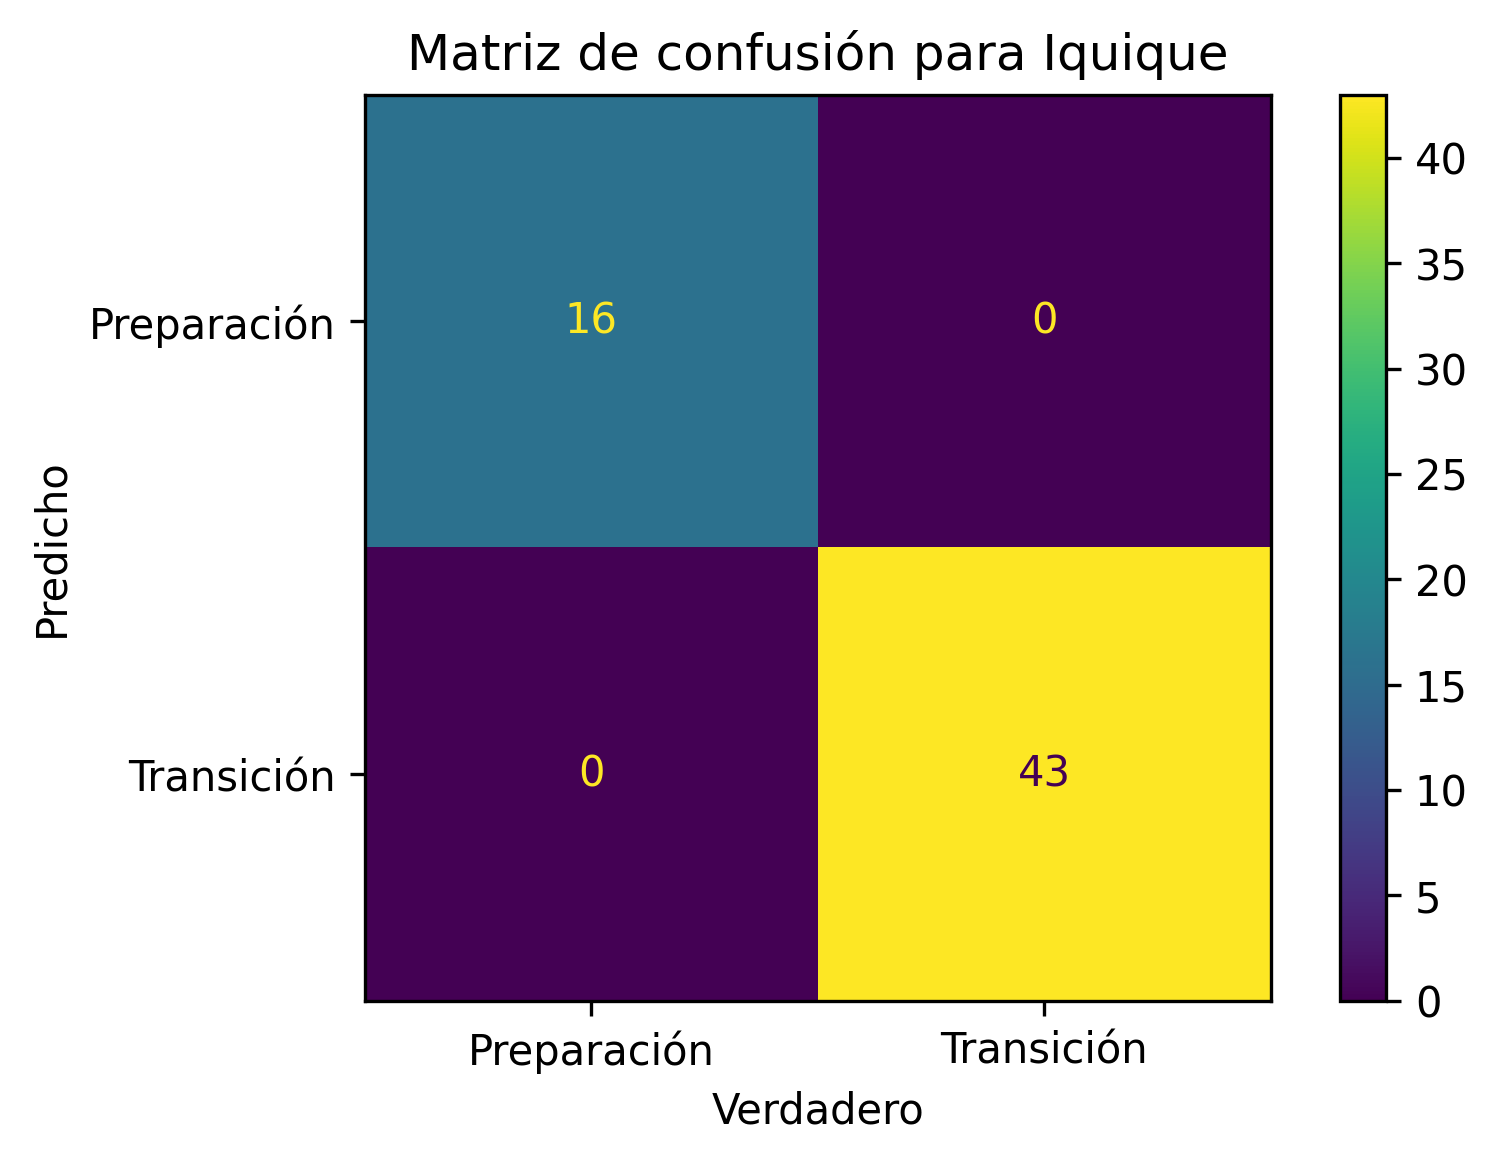 Matriz de confusión para Iquique
Preparación
16
0
Transición
0
43
Predicho
Preparación
Transición
Verdadero
40
35
30
25
20
15
10
5
0